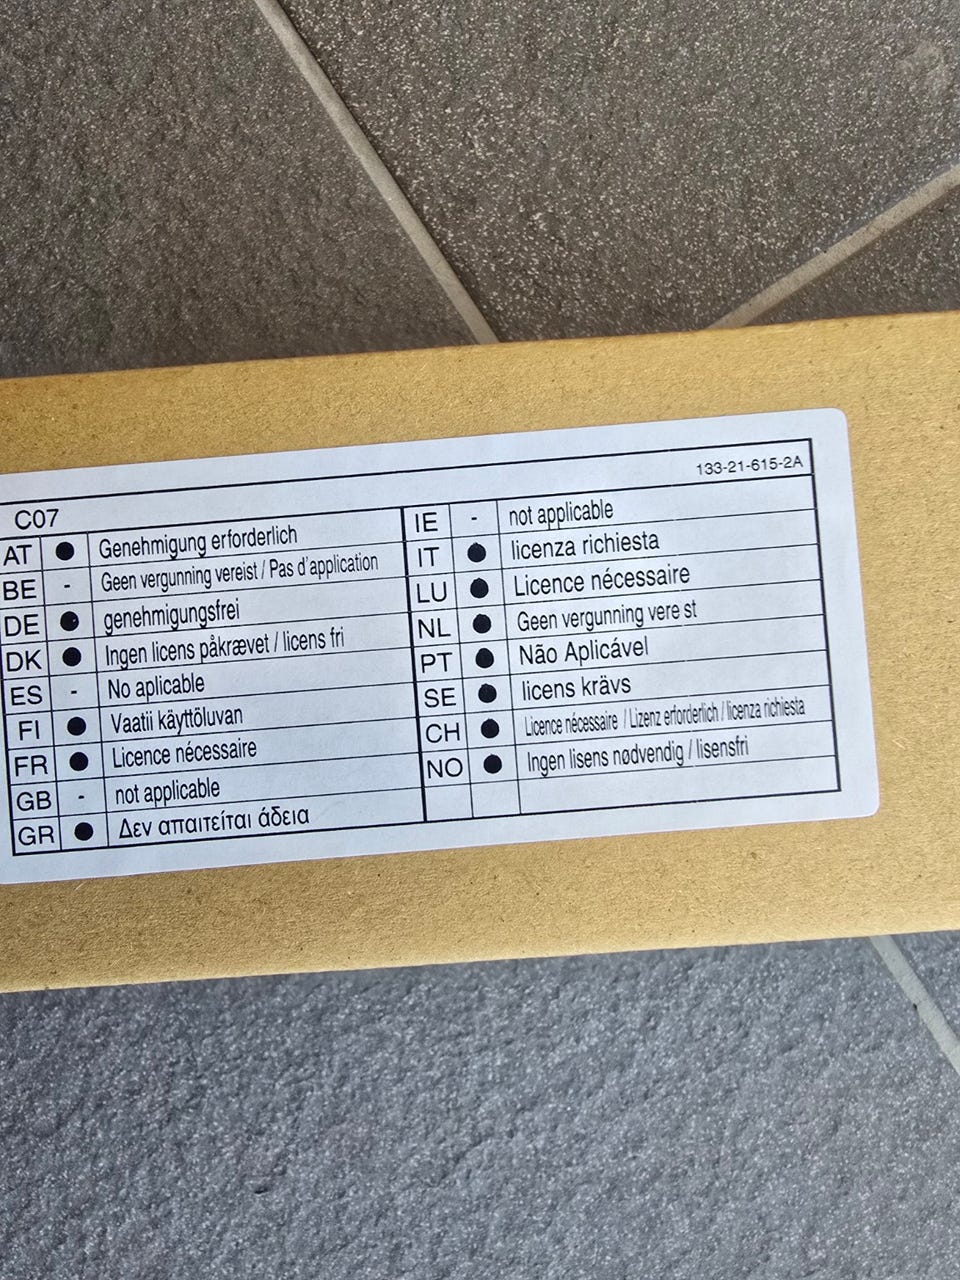 133-21-615-2A
C07
AT ● Genehmigung erforderlich
BE - Geen vergunning vereist / Pas d'application
DE ● genehmigungsfrei
DK ● Ingen licens påkrævet / licens fri
ES - No aplicable
FI ● Vaatii käyttöluvan
FR ● Licence nécessaire
GB - not applicable
GR ● Δεν απαιτείται άδεια
IE - not applicable
IT ● licenza richiesta
LU ● Licence nécessaire
NL ● Geen vergunning vere st
PT ● Não Aplicável
SE ● licens krävs
CH ● Licence nécessaire / Lizenz erforderlich / licenza richiesta
NO ● Ingen lisens nødvendig / lisensfri